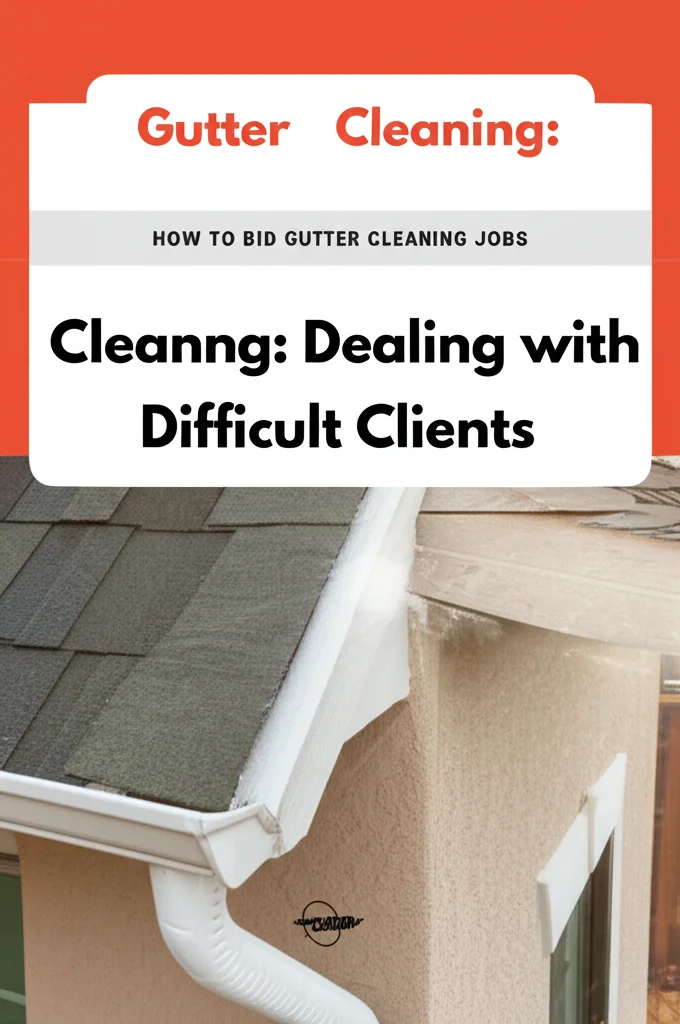 Gutter Cleaning:
HOW TO BID GUTTER CLEANING JOBS
Cleanng: Dealing with
Difficult Clients